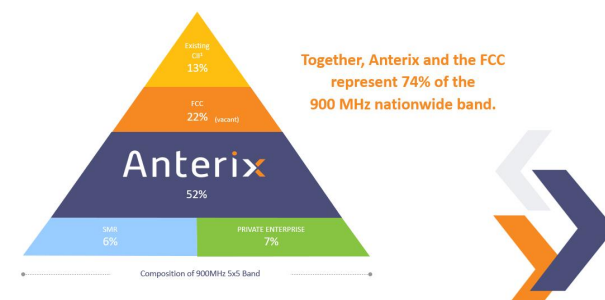 Existing
CII²
13%
Together, Anterix and the FCC
represent 74% of the
900 MHz nationwide band.
FCC
22% (vacant)
Anterix
52%
SMR
6%
PRIVATE ENTERPRISE
7%
Composition of 900MHz 5x5 Band